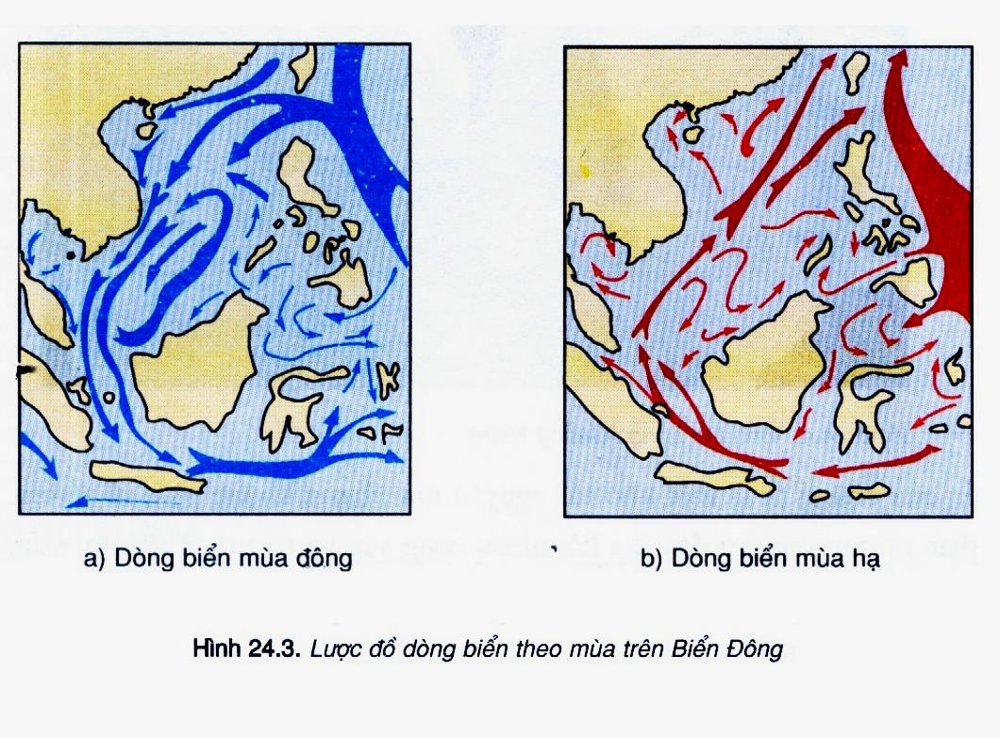 a) Dòng biển mùa đông
b) Dòng biển mùa hạ
Hình 24.3. Lược đồ dòng biển theo mùa trên Biển Đông